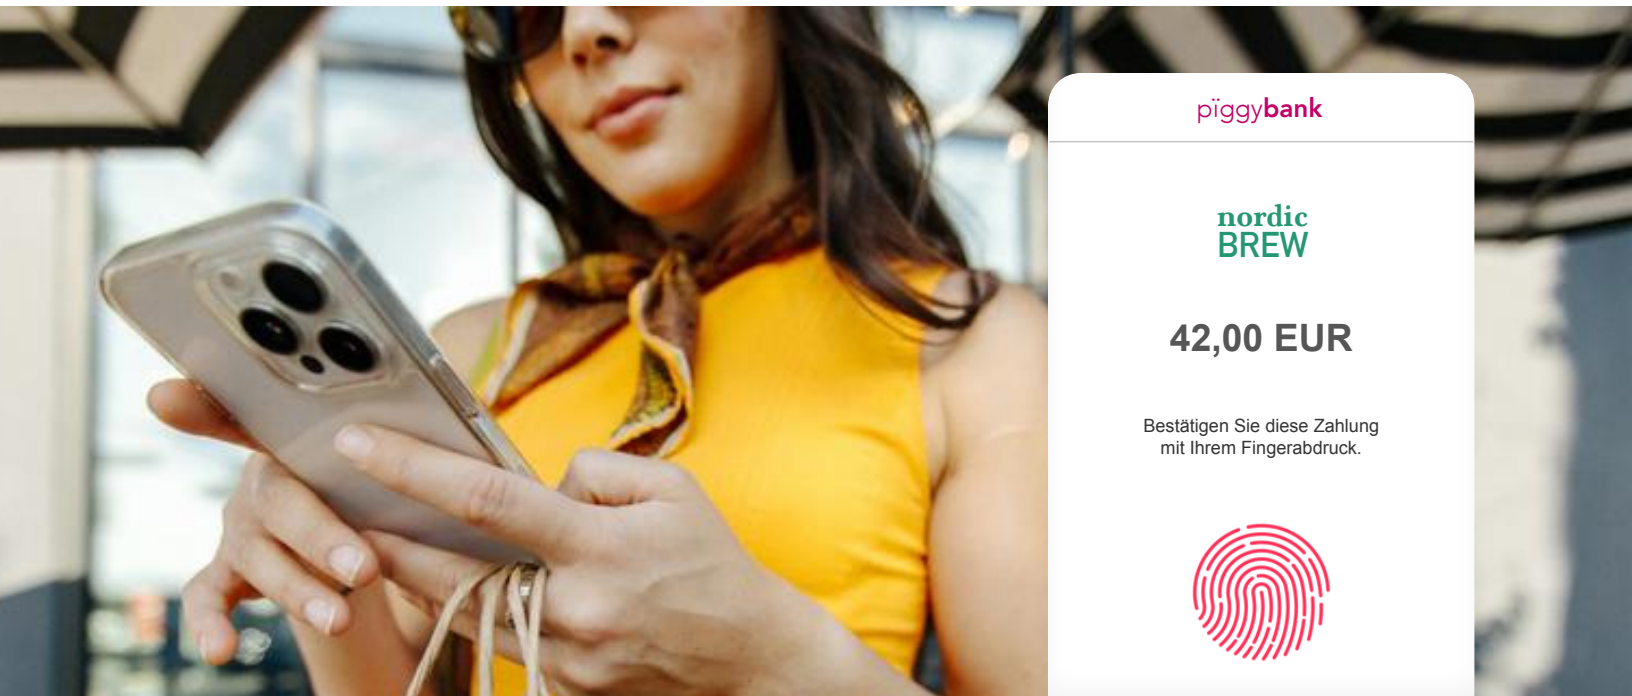 pïggybank
nordic
BREW
42,00 EUR
Bestätigen Sie diese Zahlung
mit Ihrem Fingerabdruck.